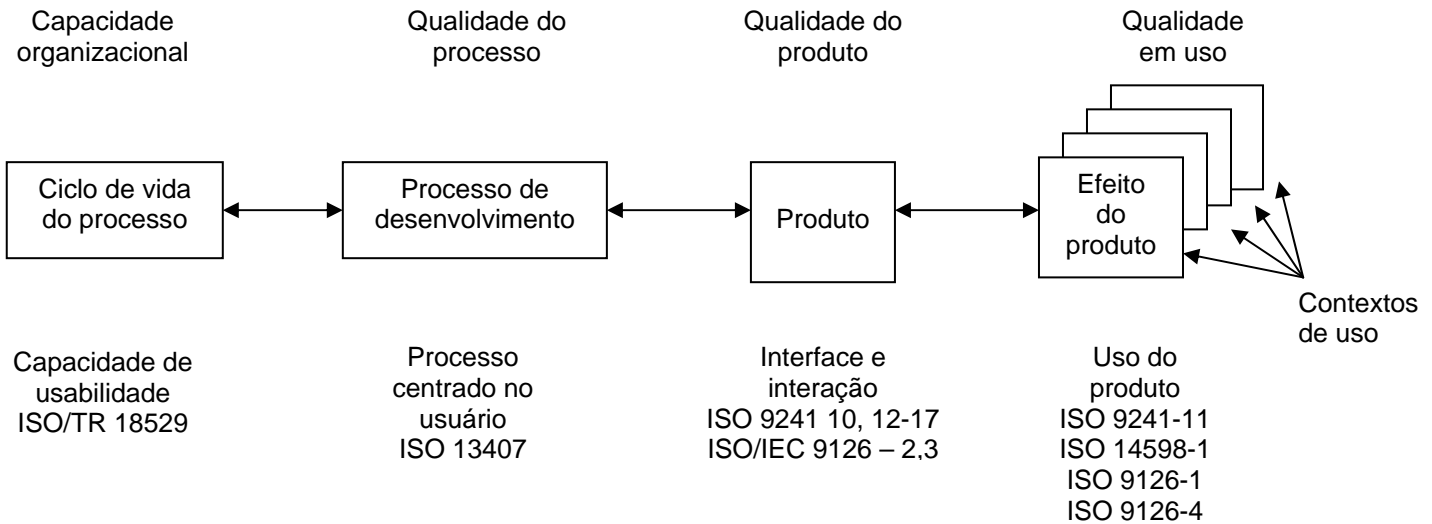 Capacidade
organizacional
Qualidade do
processo
Qualidade do
produto
Qualidade
em uso
Ciclo de vida
do processo
Processo de
desenvolvimento
Produto
Efeito
do
produto
Contextos
de uso
Capacidade de
usabilidade
ISO/TR 18529
Processo
centrado no
usuário
ISO 13407
Interface e
interação
ISO 9241 10, 12-17
ISO/IEC 9126 – 2,3
Uso do
produto
ISO 9241-11
ISO 14598-1
ISO 9126-1
ISO 9126-4